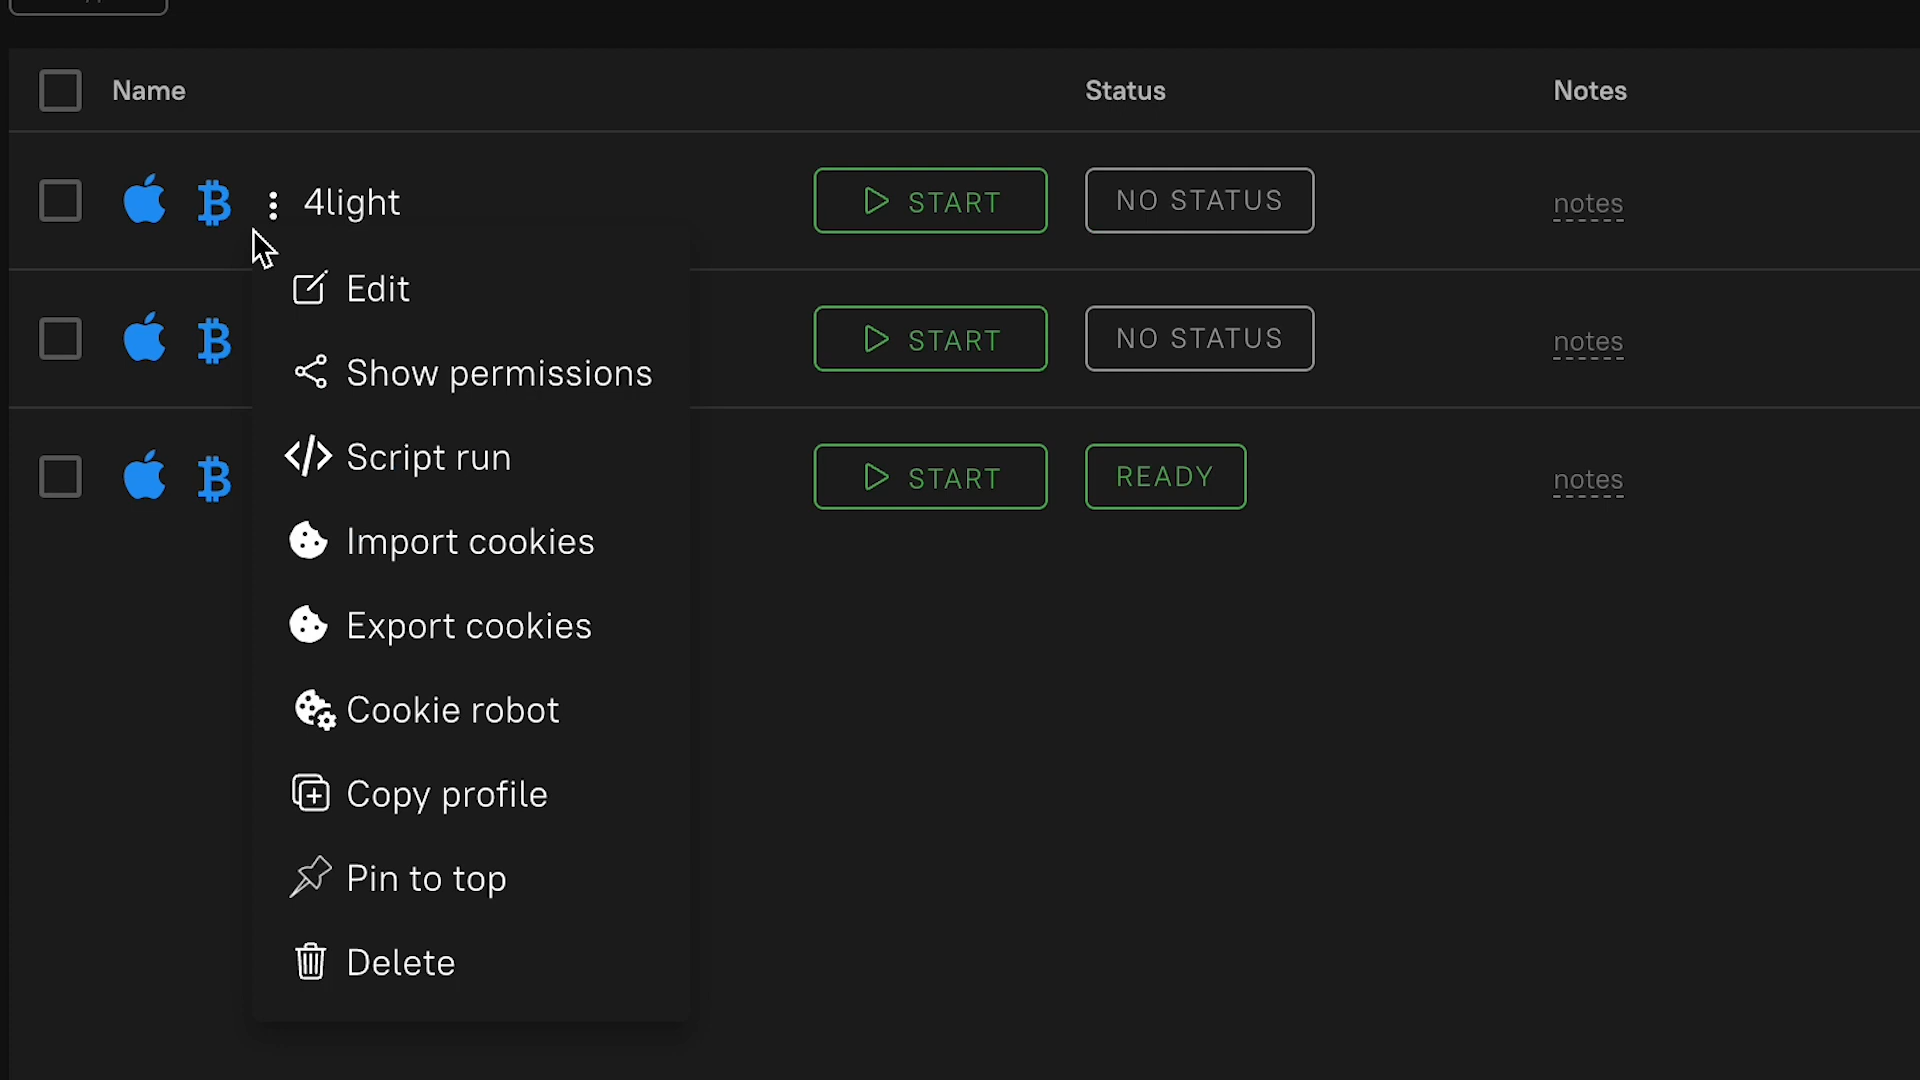 Name Status Notes
4light START NO STATUS notes
Edit
START NO STATUS notes
Show permissions
Script run
START READY notes
Import cookies
Export cookies
Cookie robot
Copy profile
Pin to top
Delete